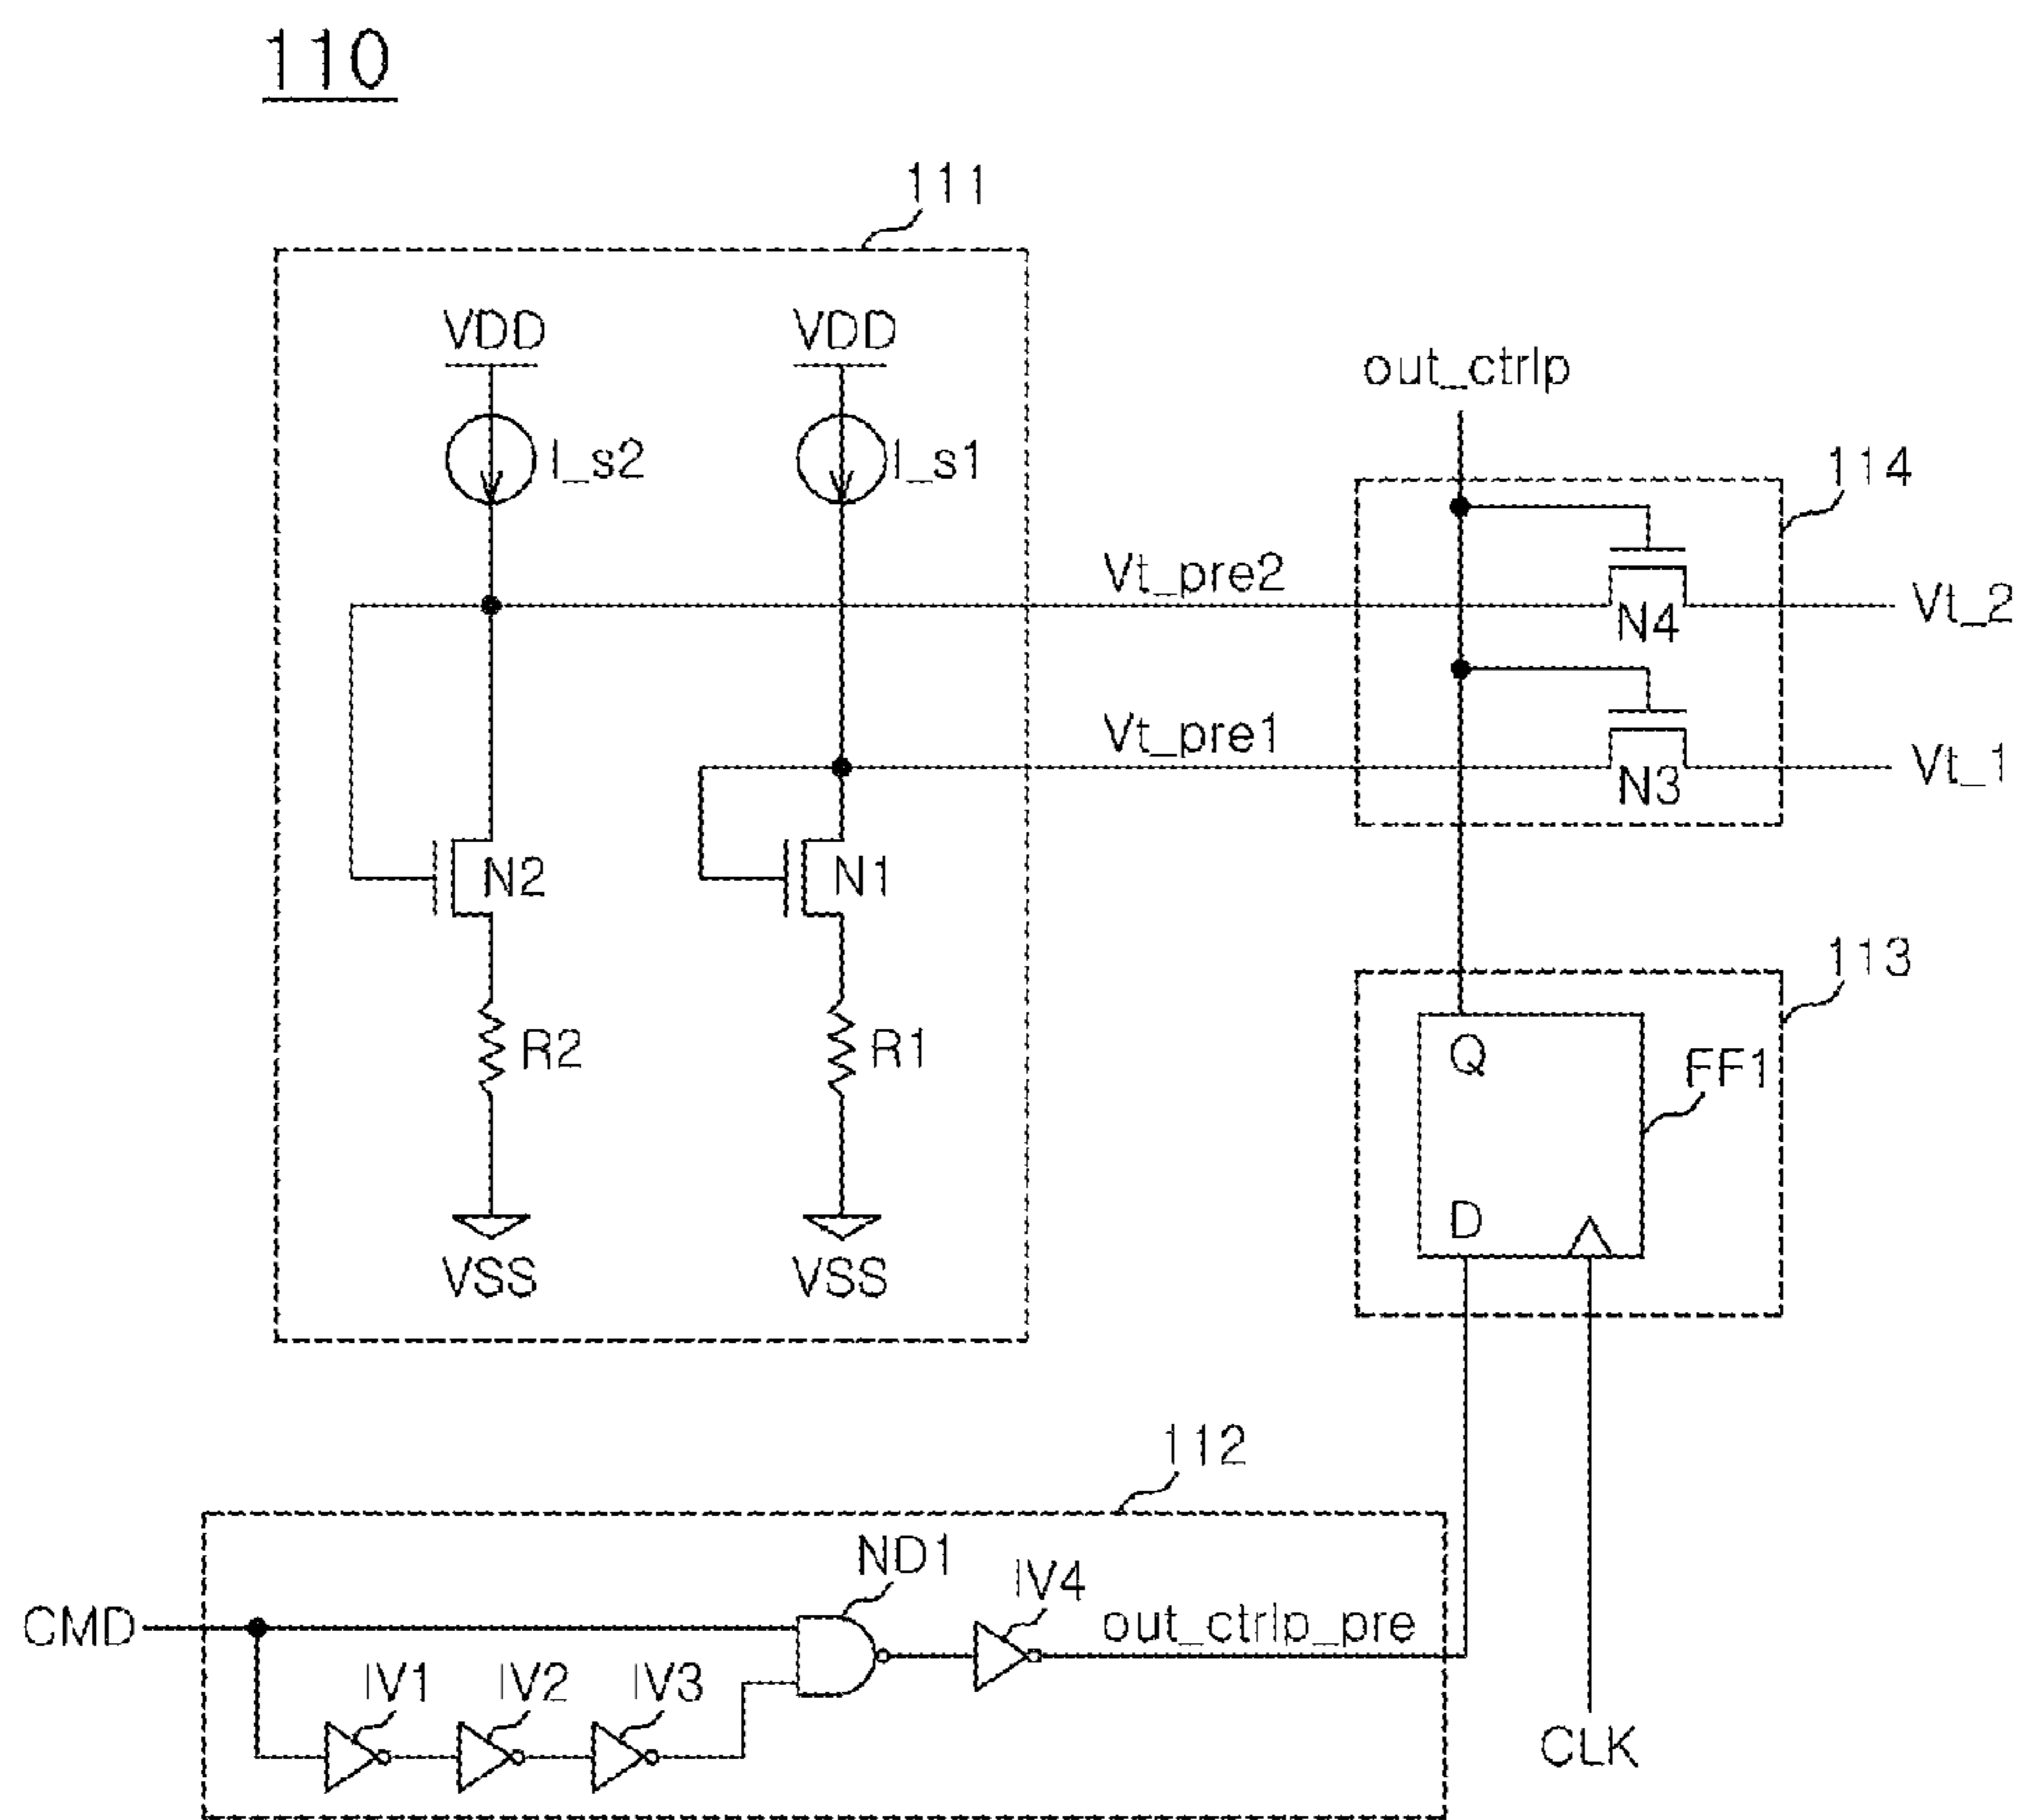 110
111
VDD
VDD
out_ctrlp
I_s2
I_s1
114
Vt_pre2
N4
Vt_2
Vt_pre1
N3
Vt_1
N2
N1
113
R2
R1
Q
FF1
D
VSS
VSS
112
ND1
IV4
CMD
out_ctrlp_pre
IV1
IV2
IV3
CLK